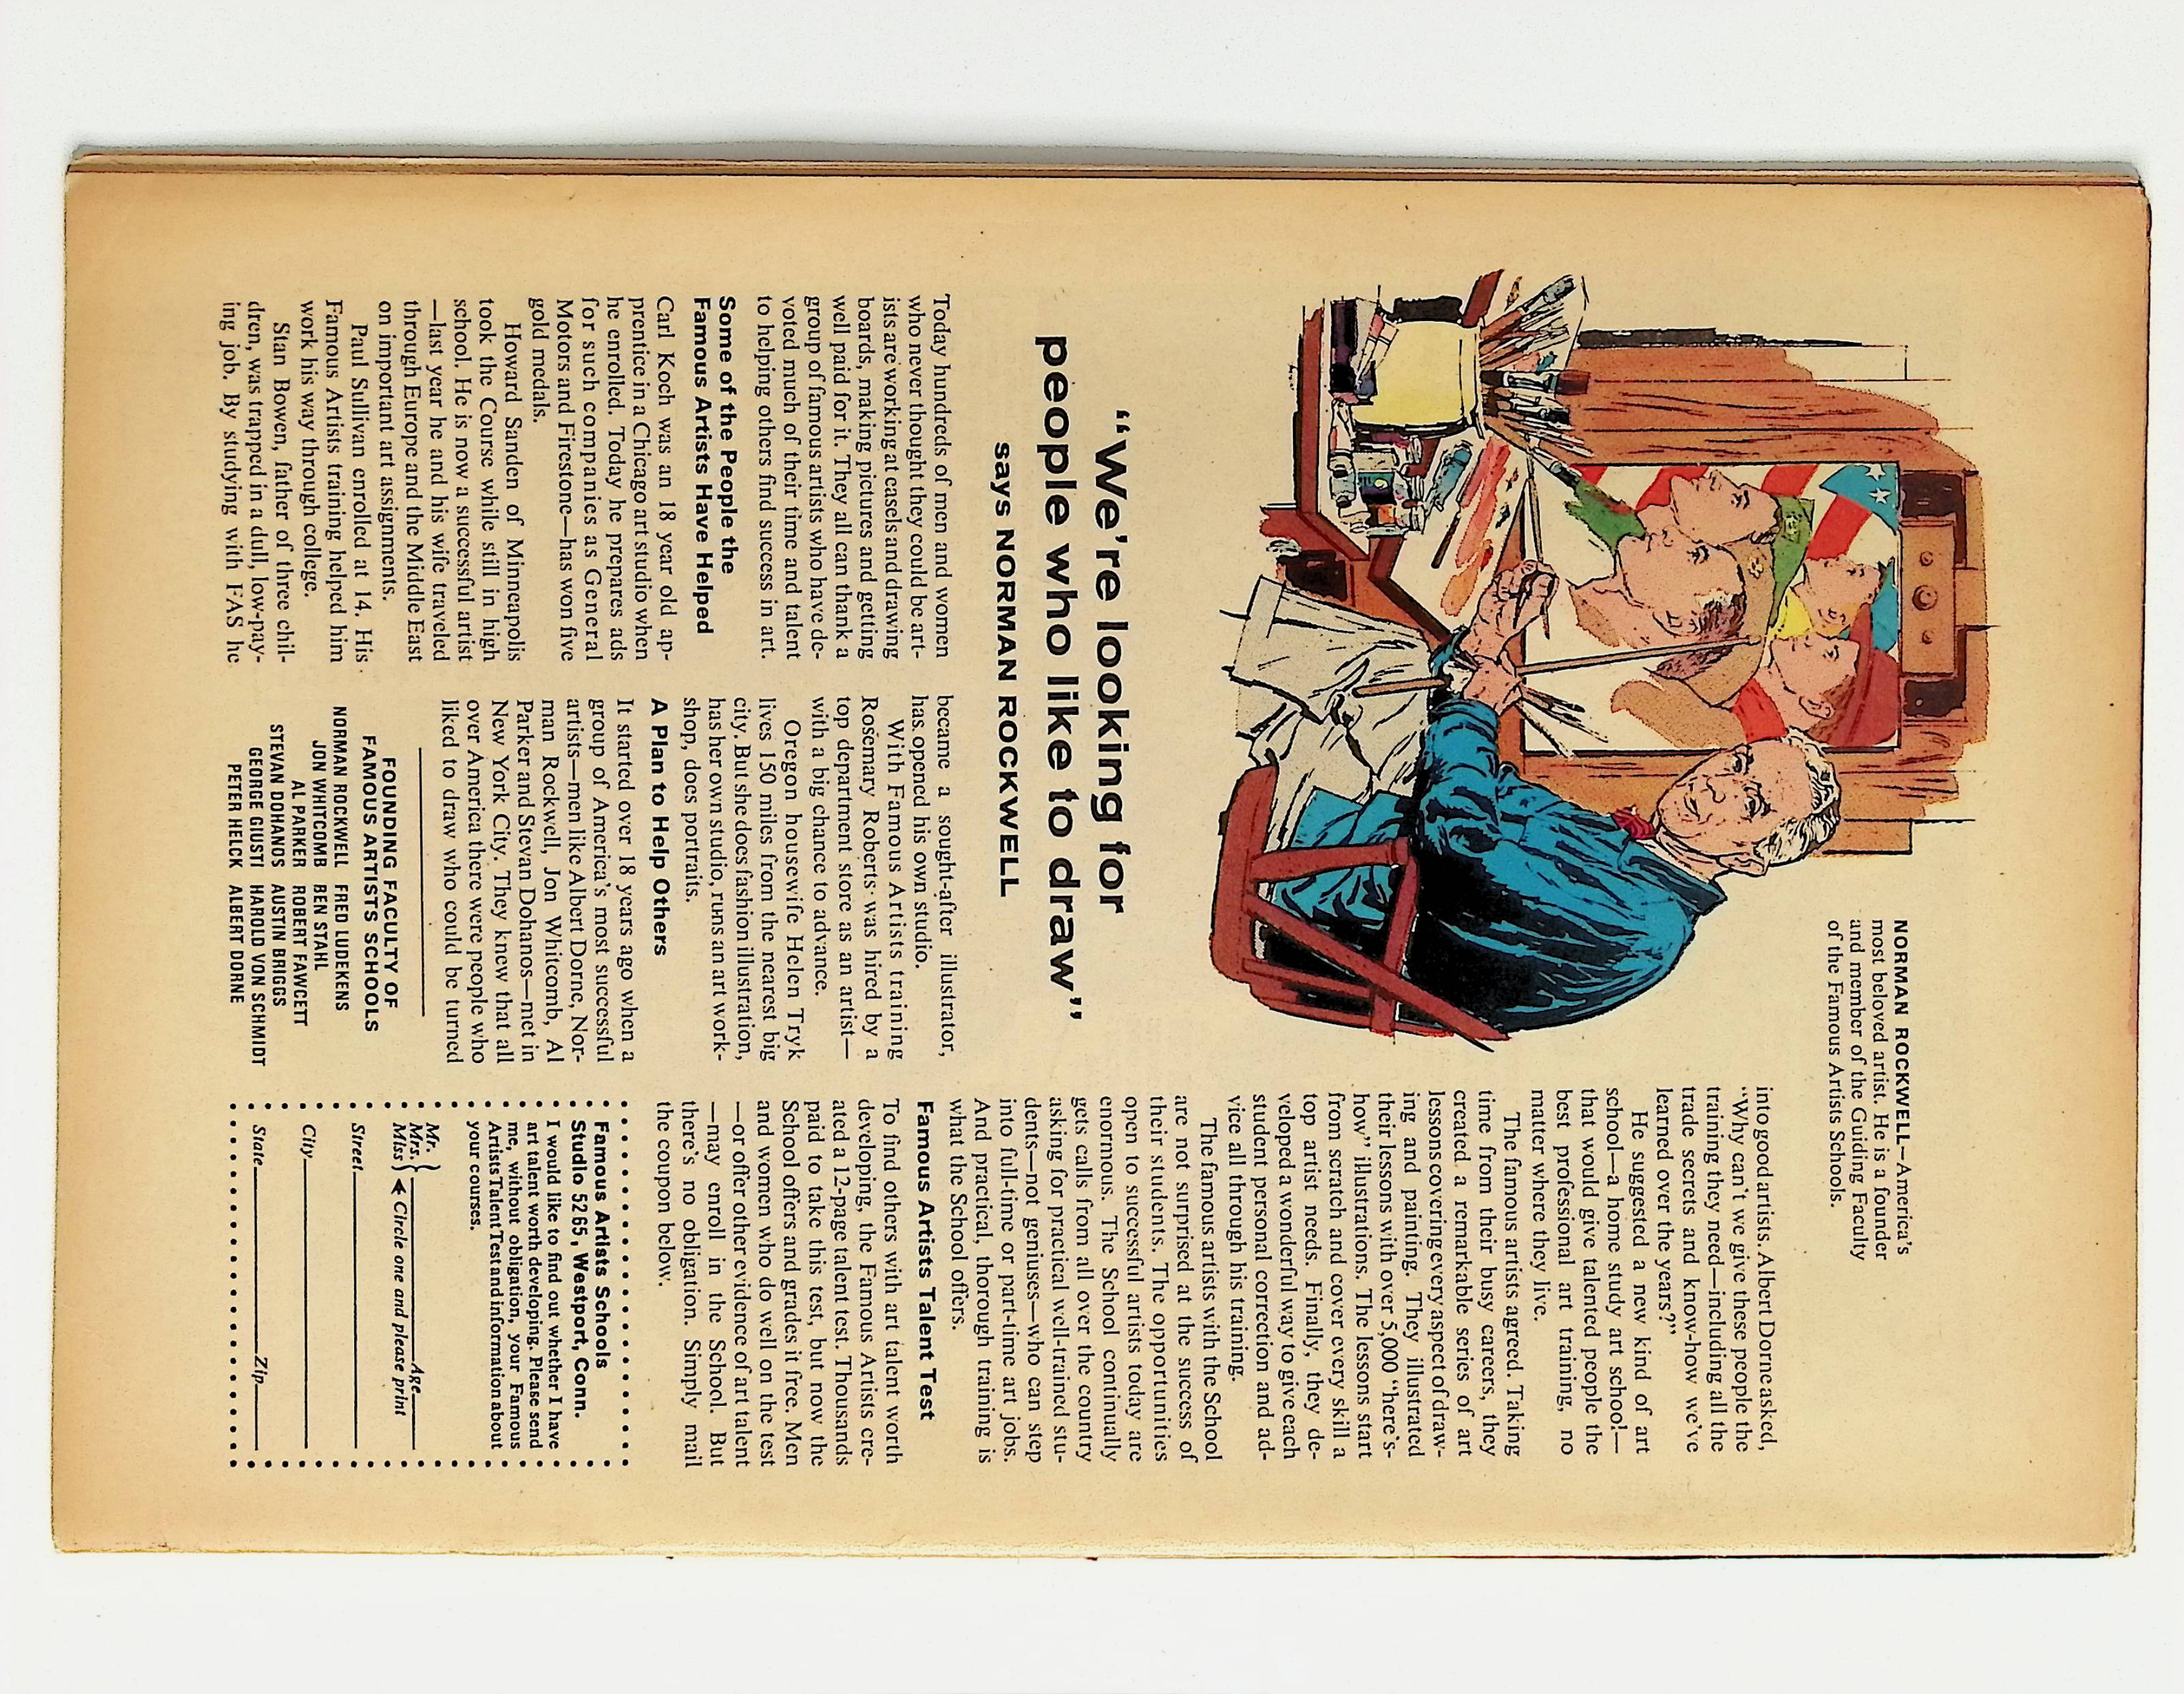 NORMAN ROCKWELL—America's
most beloved artist. He is a founder
and member of the Guiding Faculty
of the Famous Artists Schools.
"We're looking for
people who like to draw"
says NORMAN ROCKWELL
Today hundreds of men and women
who never thought they could be art-
ists are working at easels and drawing
boards, making pictures and getting
well paid for it. They all can thank a
group of famous artists who have de-
voted much of their time and talent
to helping others find success in art.
Some of the People the
Famous Artists Have Helped
Carl Koch was an 18 year old ap-
prentice in a Chicago art studio when
he enrolled. Today he prepares ads
for such companies as General
Motors and Firestone—has won five
gold medals.
Howard Sanden of Minneapolis
took the Course while still in high
school. He is now a successful artist
—last year he and his wife traveled
through Europe and the Middle East
on important art assignments.
Paul Sullivan enrolled at 14. His
Famous Artists training helped him
work his way through college.
Stan Bowen, father of three chil-
dren, was trapped in a dull, low-pay-
ing job. By studying with FAS he
became a sought-after illustrator,
has opened his own studio.
With Famous Artists training
Rosemary Roberts was hired by a
top department store as an artist—
with a big chance to advance.
Oregon housewife Helen Tryk
lives 150 miles from the nearest big
city. But she does fashion illustration,
has her own studio, runs an art work-
shop, does portraits.
A Plan to Help Others
It started over 18 years ago when a
group of America's most successful
artists—men like Albert Dorne, Nor-
man Rockwell, Jon Whitcomb, Al
Parker and Stevan Dohanos—met in
New York City. They knew that all
over America there were people who
liked to draw who could be turned
FOUNDING FACULTY OF
FAMOUS ARTISTS SCHOOLS
NORMAN ROCKWELL FRED LUDEKENS
JON WHITCOMB BEN STAHL
AL PARKER ROBERT FAWCETT
STEVAN DOHANOS AUSTIN BRIGGS
GEORGE GIUSTI HAROLD VON SCHMIDT
PETER HELCK ALBERT DORNE
into good artists. Albert Dorne asked,
"Why can't we give these people the
training they need—including all the
trade secrets and know-how we've
learned over the years?"
He suggested a new kind of art
school—a home study art school—
that would give talented people the
best professional art training, no
matter where they live.
The famous artists agreed. Taking
time from their busy careers, they
created a remarkable series of art
lessons covering every aspect of draw-
ing and painting. They illustrated
their lessons with over 5,000 "here's-
how" illustrations. The lessons start
from scratch and cover every skill a
top artist needs. Finally, they de-
veloped a wonderful way to give each
student personal correction and ad-
vice all through his training.
The famous artists with the School
are not surprised at the success of
their students. The opportunities
open to successful artists today are
enormous. The School continually
gets calls from all over the country
asking for practical well-trained stu-
dents—not geniuses—who can step
into full-time or part-time art jobs.
And practical, thorough training is
what the School offers.
Famous Artists Talent Test
To find others with art talent worth
developing, the Famous Artists cre-
ated a 12-page talent test. Thousands
paid to take this test, but now the
School offers and grades it free. Men
and women who do well on the test
—or offer other evidence of art talent
—may enroll in the School. But
there's no obligation. Simply mail
the coupon below.
Famous Artists Schools
Studio 5265, Westport, Conn.
I would like to find out whether I have
art talent worth developing. Please send
me, without obligation, your Famous
Artists Talent Test and information about
your courses.
Mr.
Mrs. Age
Miss Circle one and please print
Street
City
State Zip